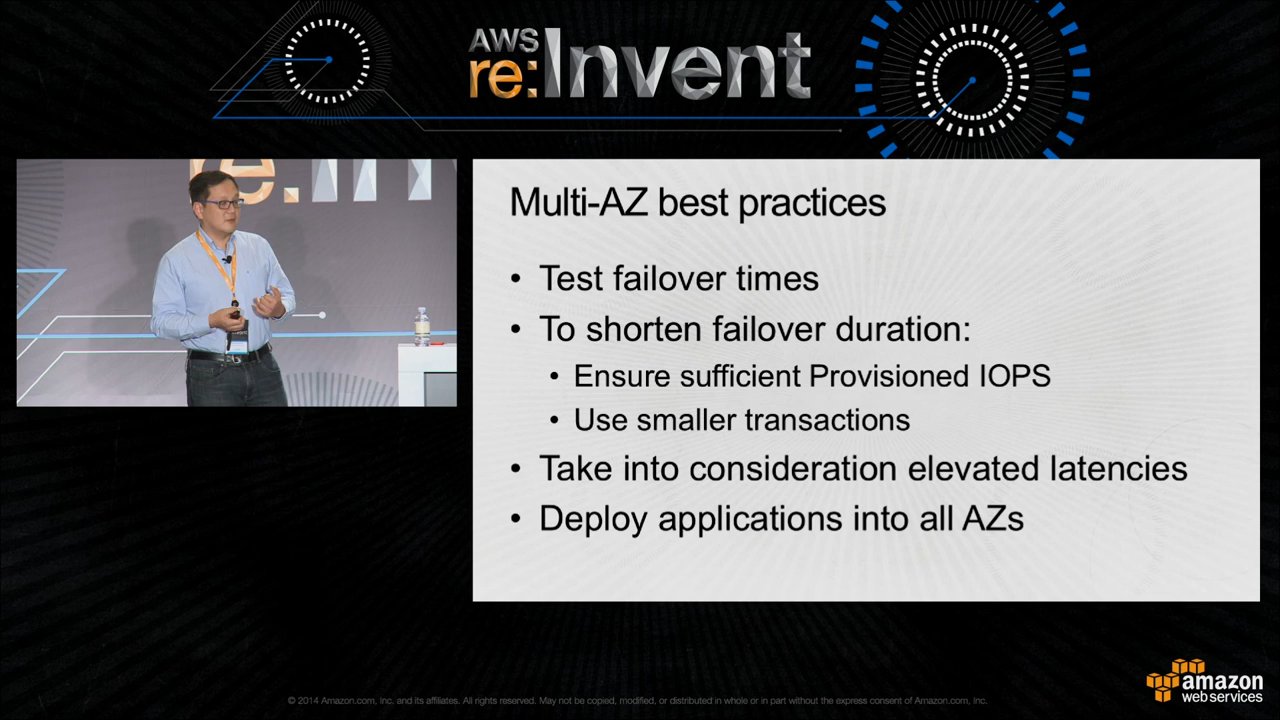 AWS
re:Invent
re:In
Multi-AZ best practices
• Test failover times
• To shorten failover duration:
• Ensure sufficient Provisioned IOPS
• Use smaller transactions
• Take into consideration elevated latencies
• Deploy applications into all AZs
© 2014 Amazon.com, inc, and its affiliates. All rights reserved. May not be copied, modified, or distributed in whole or in part without the express consent of Amazon.com, inc.
amazon
web services